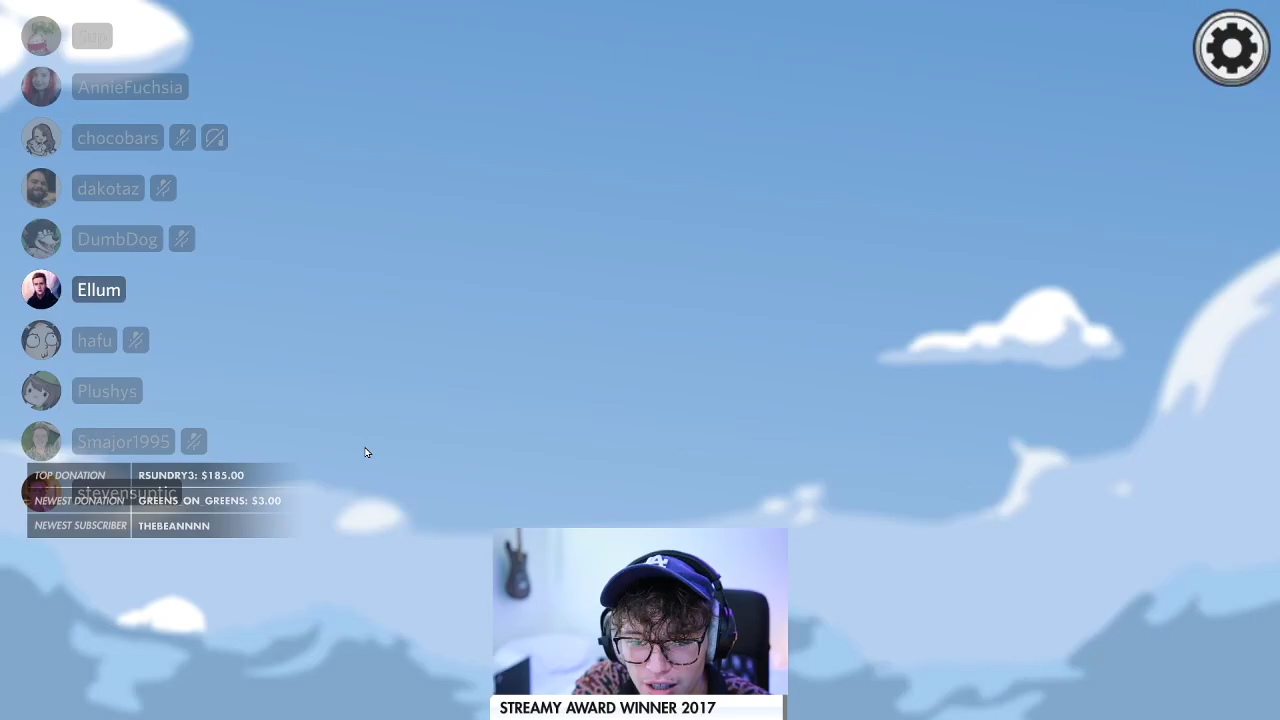 AnnieFuchsia
chocobars
dakotaz
DumbDog
Ellum
hafu
Plushys
Smajor1995
TOP DONATION RSUNDRY3: $185.00
stevensuptic
NEWEST DONATION GREENS_ON_GREENS: $3.00
NEWEST SUBSCRIBER THEBEANNNN
STREAMY AWARD WINNER 2017